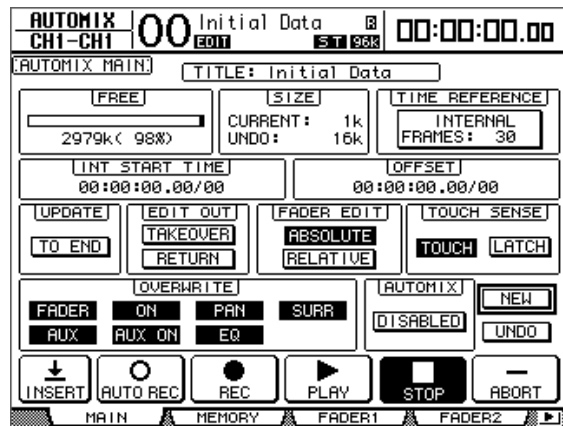 AUTOMIX
CH1-CH1
00
Initial Data
EDIT
ST 96k
00:00:00.00
AUTOMIX MAIN
TITLE: Initial Data
FREE
SIZE
TIME REFERENCE
2979k( 98%)
CURRENT: 1k
UNDO: 16k
INTERNAL
FRAMES: 30
INT START TIME
OFFSET
00:00:00.00/00
00:00:00.00/00
UPDATE
EDIT OUT
FADER EDIT
TOUCH SENSE
TO END
TAKEOVER
RETURN
ABSOLUTE
RELATIVE
TOUCH
LATCH
OVERWRITE
AUTOMIX
FADER ON PAN SURR
AUX AUX ON EQ
DISABLED
NEW
UNDO
INSERT
AUTO REC
REC
PLAY
STOP
ABORT
MAIN
MEMORY
FADER1
FADER2